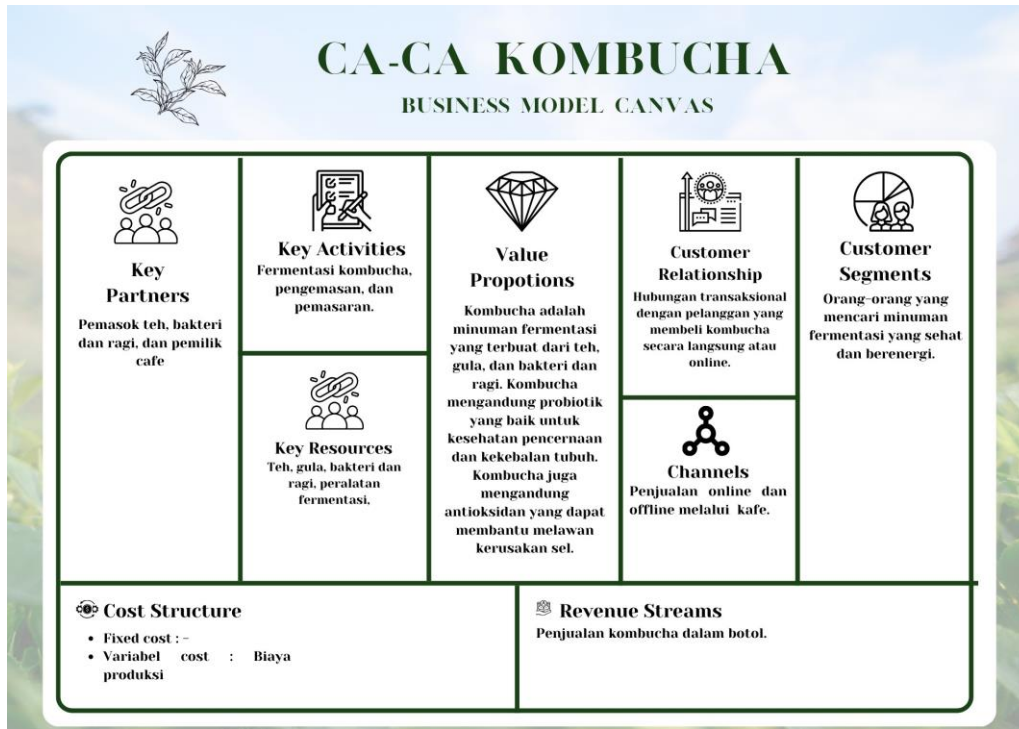 CA-CA KOMBUCHA
BUSINESS MODEL CANVAS
Key
Partners
Pemasok teh, bakteri
dan ragi, dan pemilik
cafe
Key Activities
Fermentasi kombucha,
pengemasan, dan
pemasaran.
Key Resources
Teh, gula, bakteri dan
ragi, peralatan
fermentasi,
Value
Propotions
Kombucha adalah
minuman fermentasi
yang terbuat dari teh,
gula, dan bakteri dan
ragi. Kombucha
mengandung probiotik
yang baik untuk
kesehatan pencernaan
dan kekebalan tubuh.
Kombucha juga
mengandung
antioksidan yang dapat
membantu melawan
kerusakan sel.
Customer
Relationship
Hubungan transaksional
dengan pelanggan yang
membeli kombucha
secara langsung atau
online.
Channels
Penjualan online dan
offline melalui kafe.
Customer
Segments
Orang-orang yang
mencari minuman
fermentasi yang sehat
dan berenergi.
Cost Structure
• Fixed cost : -
• Variabel cost : Biaya
produksi
Revenue Streams
Penjualan kombucha dalam botol.